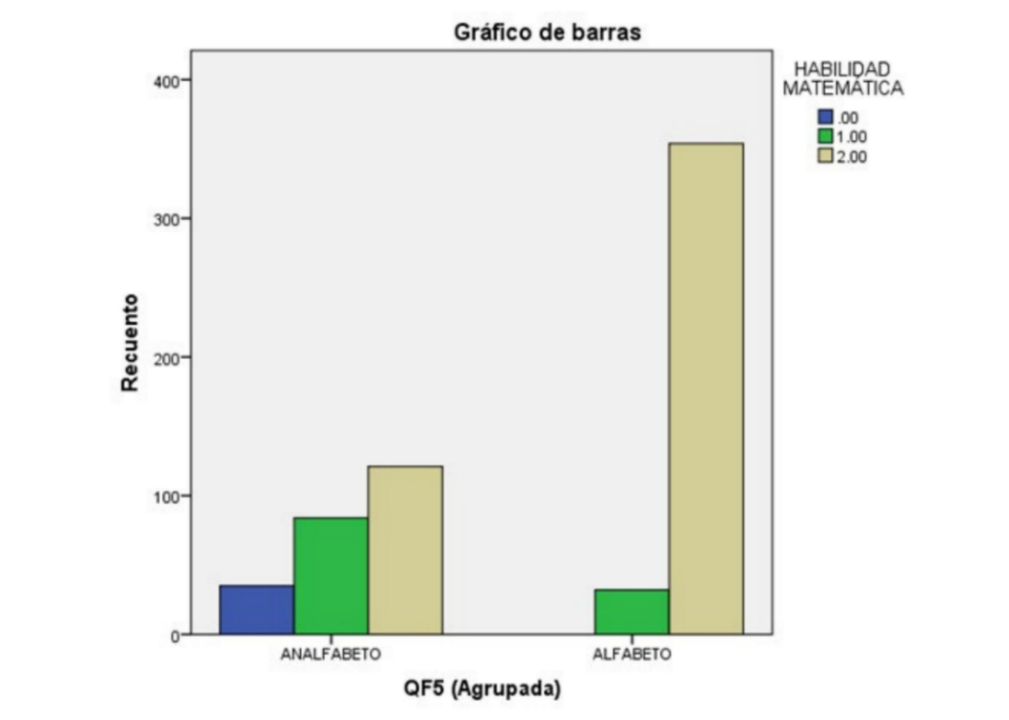 Gráfico de barras
HABILIDAD
MATEMÁTICA
.00
1.00
2.00
400
300
200
100
0
Recuento
ANALFABETO
ALFABETO
QF5 (Agrupada)